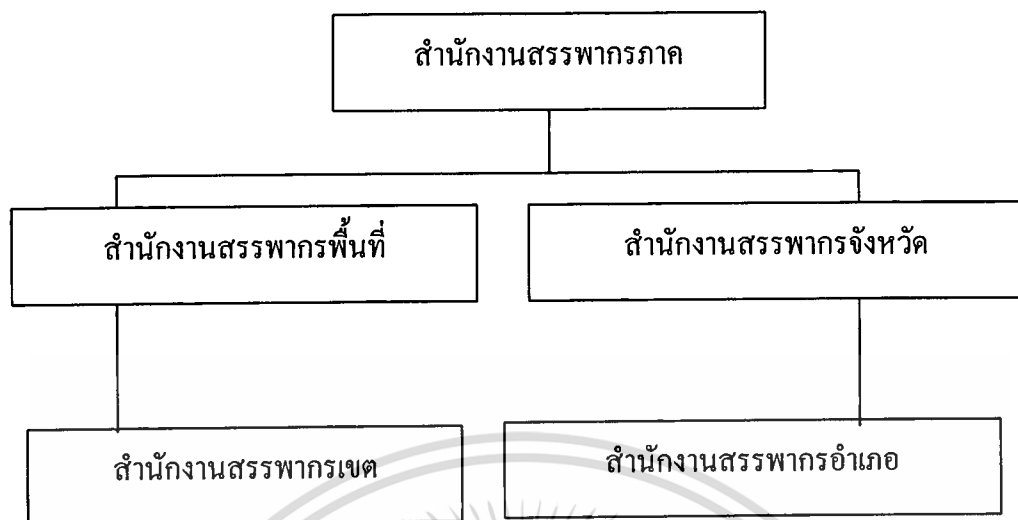 สำนักงานสรรพากรภาค
สำนักงานสรรพากรพื้นที่
สำนักงานสรรพากรจังหวัด
สำนักงานสรรพากรเขต
สำนักงานสรรพากรอำเภอ